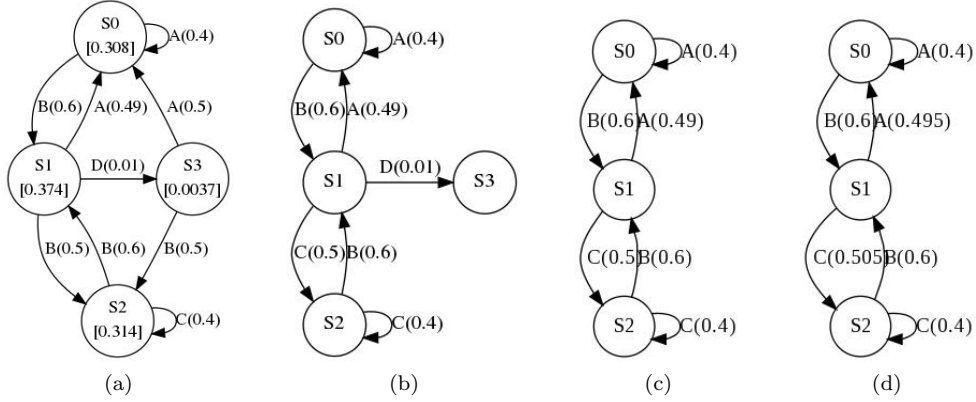 S0
[0.308]
A(0.4)
B(0.6)
A(0.49)
A(0.5)
S1
[0.374]
D(0.01)
S3
[0.0037]
B(0.5)
B(0.6)
B(0.5)
S2
[0.314]
C(0.4)
(a)
S0
A(0.4)
B(0.6)
A(0.49)
S1
D(0.01)
S3
C(0.5)
B(0.6)
S2
C(0.4)
(b)
S0
A(0.4)
B(0.6)
A(0.49)
S1
C(0.5)
B(0.6)
S2
C(0.4)
(c)
S0
A(0.4)
B(0.6)
A(0.495)
S1
C(0.505)
B(0.6)
S2
C(0.4)
(d)